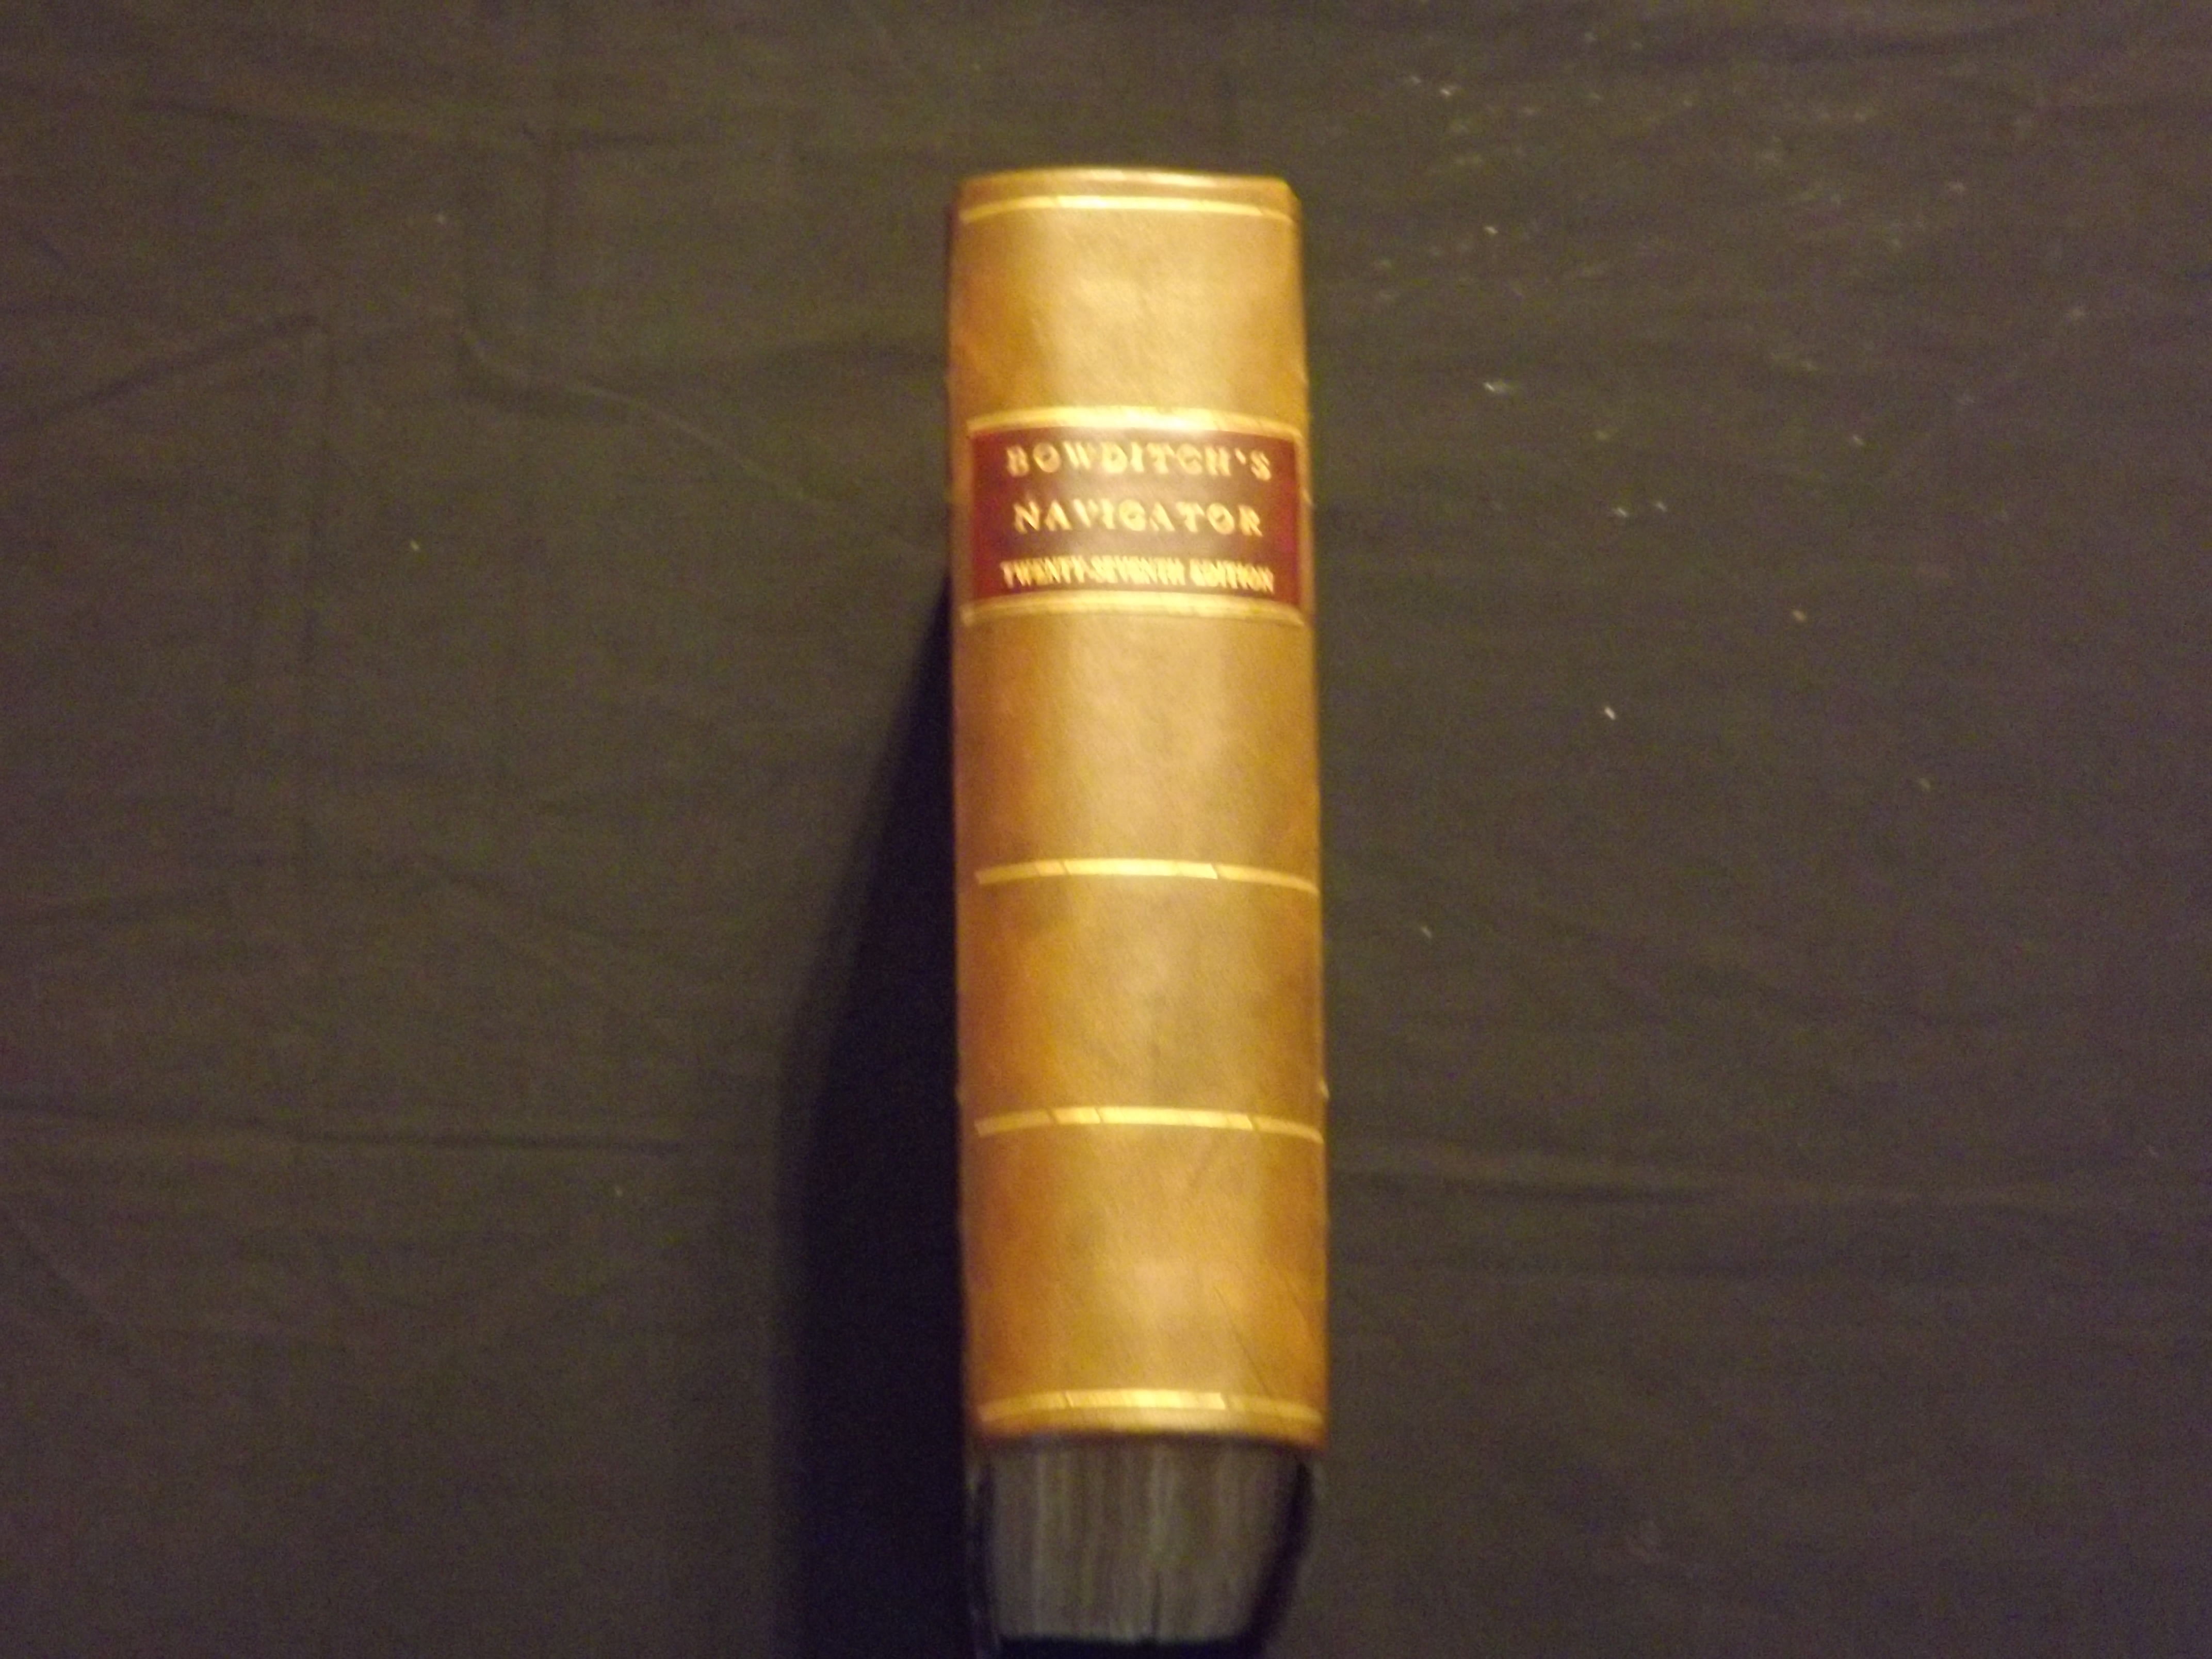 BOWDITCH'S
NAVIGATOR
TWENTY-SEVENTH EDITION